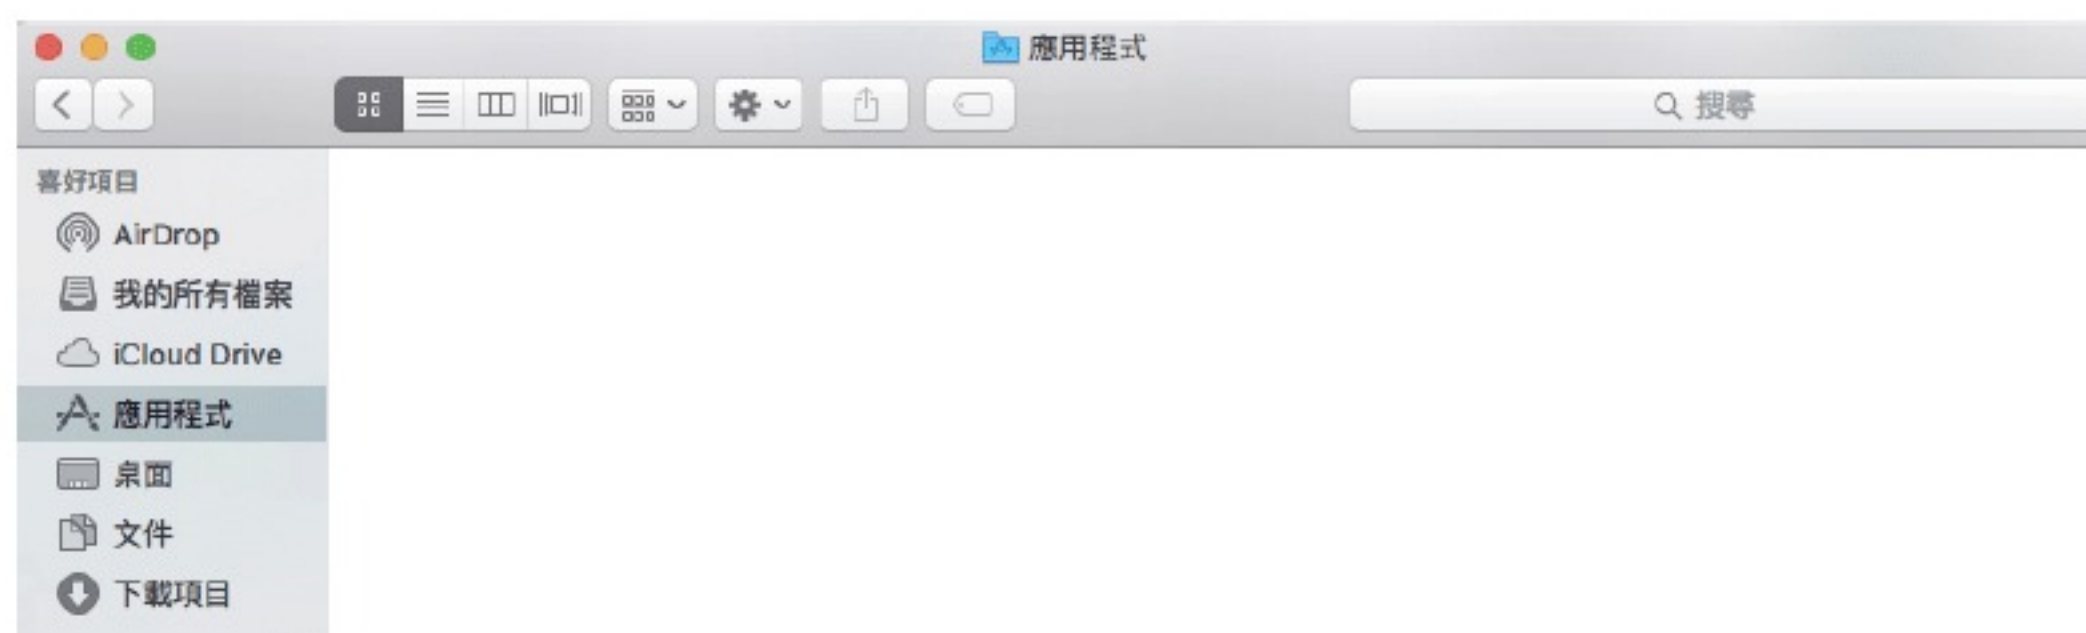 應用程式
搜尋
喜好項目
AirDrop
我的所有檔案
iCloud Drive
應用程式
桌面
文件
下載項目